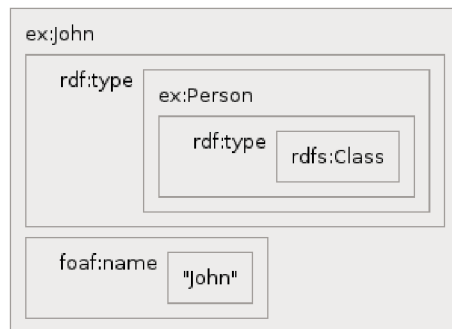 ex:John
rdf:type
ex:Person
rdf:type
rdfs:Class
foaf:name
"John"